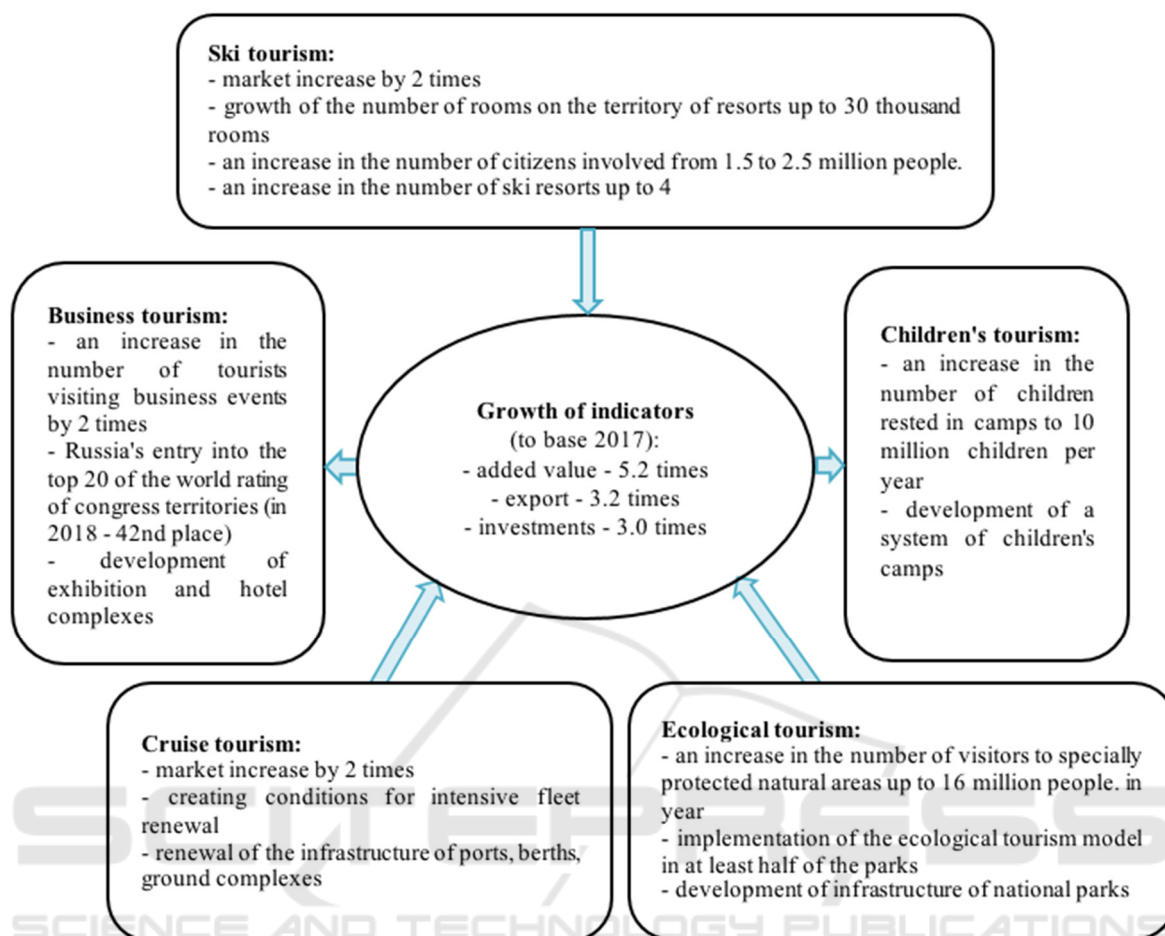 Ski tourism:
- market increase by 2 times
- growth of the number of rooms on the territory of resorts up to 30 thousand
rooms
- an increase in the number of citizens involved from 1.5 to 2.5 million people.
- an increase in the number of ski resorts up to 4
Business tourism:
- an increase in the
number of tourists
visiting business events
by 2 times
- Russia's entry into the
top 20 of the world rating
of congress territories (in
2018 - 42nd place)
- development of
exhibition and hotel
complexes
Growth of indicators
(to base 2017):
- added value - 5.2 times
- export - 3.2 times
- investments - 3.0 times
Children's tourism:
- an increase in the
number of children
rested in camps to 10
million children per
year
- development of a
system of children's
camps
Cruise tourism:
- market increase by 2 times
- creating conditions for intensive fleet
renewal
- renewal of the infrastructure of ports, berths,
ground complexes
Ecological tourism:
- an increase in the number of visitors to specially
protected natural areas up to 16 million people. in
year
- implementation of the ecological tourism model
in at least half of the parks
- development of infrastructure of national parks
SCITEPRESS
SCIENCE AND TECHNOLOGY PUBLICATIONS